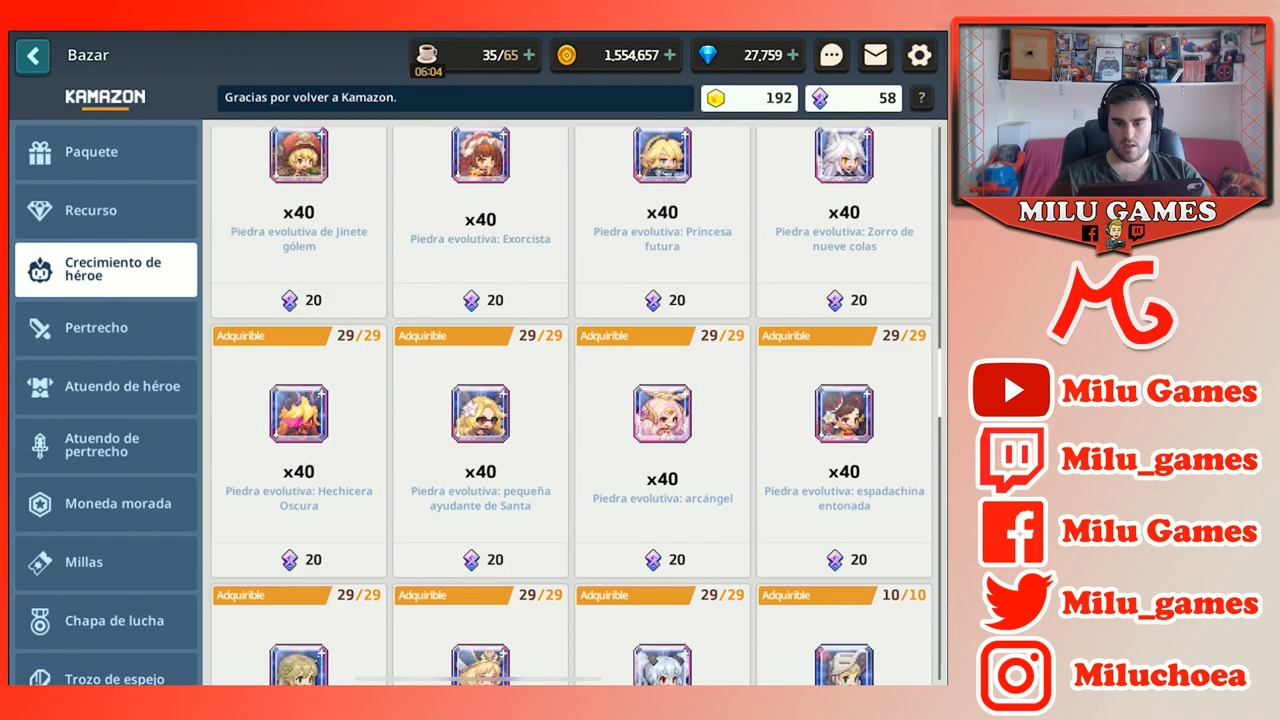 Bazar
35/65
06:04
1,554,657
27.759
KAMAZON
Gracias por volver a Kamazon.
192
58
?
Paquete
Recurso
Crecimiento de
héroe
Pertrecho
Atuendo de héroe
Atuendo de
pertrecho
Moneda morada
Millas
Chapa de lucha
Trozo de espejo
x40
Piedra evolutiva de Jinete
gólem
20
x40
Piedra evolutiva: Exorcista
20
x40
Piedra evolutiva: Princesa
futura
20
x40
Piedra evolutiva: Zorro de
nueve colas
20
Adquirible 29/29
x40
Piedra evolutiva: Hechicera
Oscura
20
Adquirible 29/29
x40
Piedra evolutiva: pequeña
ayudante de Santa
20
Adquirible 29/29
x40
Piedra evolutiva: arcángel
20
Adquirible 29/29
x40
Piedra evolutiva: espadachina
entonada
20
Adquirible 29/29
Adquirible 29/29
Adquirible 29/29
Adquirible 10/10
MILU GAMES
MG
Milu Games
Milu_games
Milu Games
Milu_games
Miluchoea